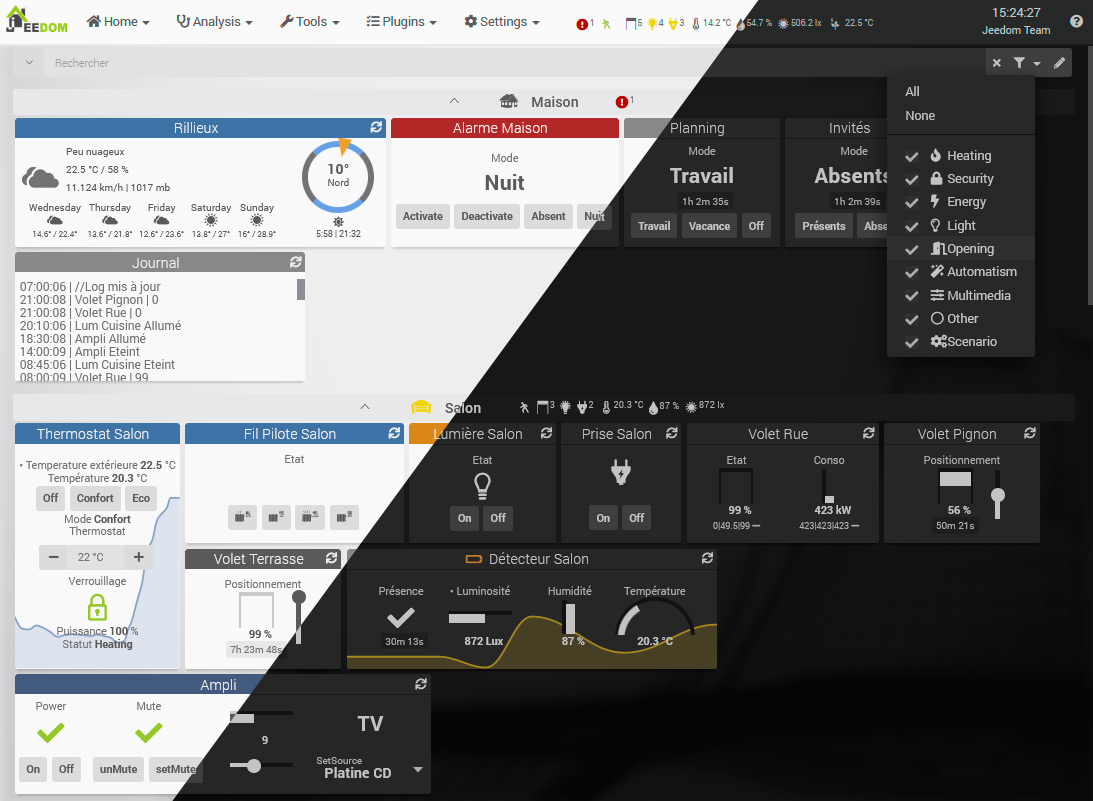 JEEDOM Home Analysis Tools Plugins Settings 1 5 4 3 14.2 °C 54.7 % 506.2 lx 22.5 °C 15:24:27
Jeedom Team
Rechercher
Maison 1
All
None
Heating
Security
Energy
Light
Opening
Automatism
Multimedia
Other
Scenario
Rillieux
Peu nuageux
22.5 °C / 58 %
11.124 km/h | 1017 mb
10°
Nord
Wednesday Thursday Friday Saturday Sunday
14.6° / 22.4° 13.6° / 21.8° 12.6° / 23.6° 13.8° / 27° 16° / 28.9°
5:58 | 21:32
Alarme Maison
Mode
Nuit
Activate Deactivate Absent Nuit
Planning
Mode
Travail
1h 2m 35s
Travail Vacance Off
Invités
Mode
Absents
1h 2m 39s
Présents Abse
Journal
07:00:06 | //Log mis à jour
21:00:08 | Volet Pignon | 0
21:00:08 | Volet Rue | 0
20:10:06 | Lum Cuisine Allumé
18:30:08 | Ampli Allumé
14:00:09 | Ampli Eteint
08:45:06 | Lum Cuisine Eteint
08:00:09 | Volet Rue | 99
Salon 3 2 20.3 °C 87 % 872 lx
Thermostat Salon
• Temperature extérieure 22.5 °C
Température 20.3 °C
Off Confort Eco
Mode Confort
Thermostat
− 22 °C +
Verrouillage
Puissance 100 %
Statut Heating
Fil Pilote Salon
Etat
Lumière Salon
Etat
On Off
Prise Salon
On Off
Volet Rue
Etat Conso
99 % 423 kW
0|49.5|99 — 423|423|423 —
Volet Pignon
Positionnement
56 %
50m 21s
Volet Terrasse
Positionnement
99 %
7h 23m 48s
Détecteur Salon
Présence • Luminosité Humidité Température
30m 13s 872 Lux 87 % 20.3 °C
Ampli
Power Mute
On Off unMute setMute
9
TV
SetSource
Platine CD